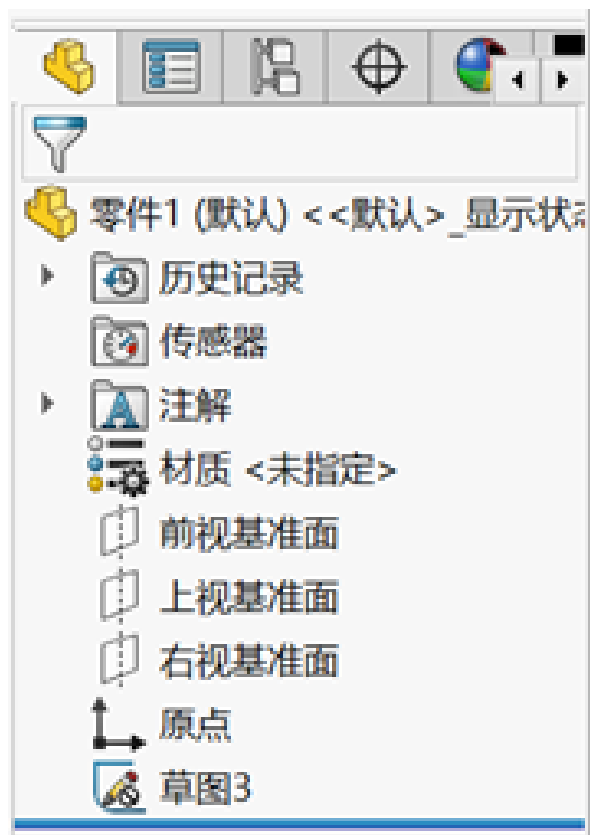 零件1 (默认) <<默认>_显示状态
历史记录
传感器
注解
材质 <未指定>
前视基准面
上视基准面
右视基准面
原点
草图3